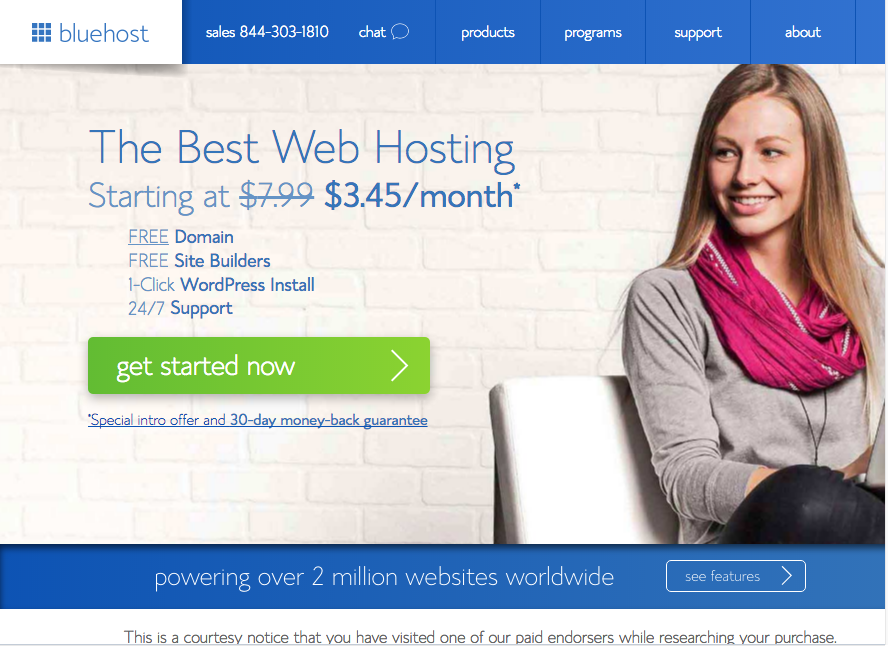 bluehost
sales 844-303-1810
chat
products
programs
support
about
The Best Web Hosting
Starting at $7.99 $3.45/month*
FREE Domain
FREE Site Builders
1-Click WordPress Install
24/7 Support
get started now
*Special intro offer and 30-day money-back guarantee
powering over 2 million websites worldwide
see features
This is a courtesy notice that you have visited one of our paid endorsers while researching your purchase.